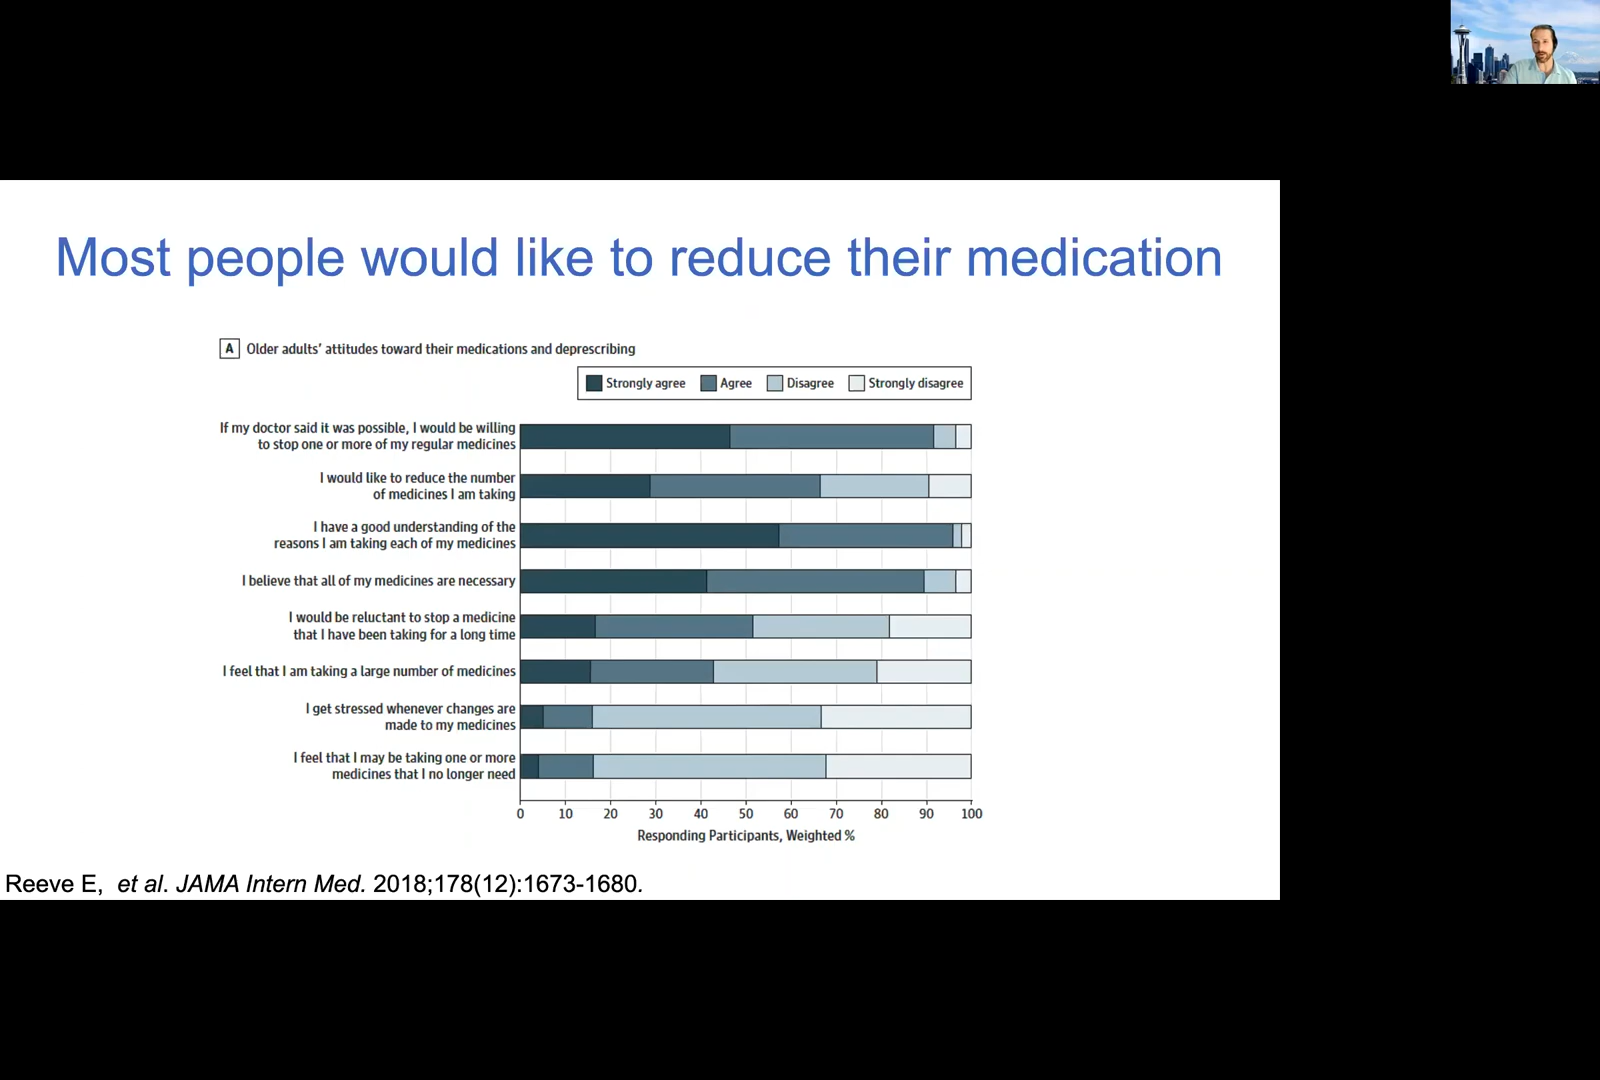 Most people would like to reduce their medication
A Older adults' attitudes toward their medications and deprescribing
Strongly agree Agree Disagree Strongly disagree
If my doctor said it was possible, I would be willing
to stop one or more of my regular medicines
I would like to reduce the number
of medicines I am taking
I have a good understanding of the
reasons I am taking each of my medicines
I believe that all of my medicines are necessary
I would be reluctant to stop a medicine
that I have been taking for a long time
I feel that I am taking a large number of medicines
I get stressed whenever changes are
made to my medicines
I feel that I may be taking one or more
medicines that I no longer need
0 10 20 30 40 50 60 70 80 90 100
Responding Participants, Weighted %
Reeve E, et al. JAMA Intern Med. 2018;178(12):1673-1680.